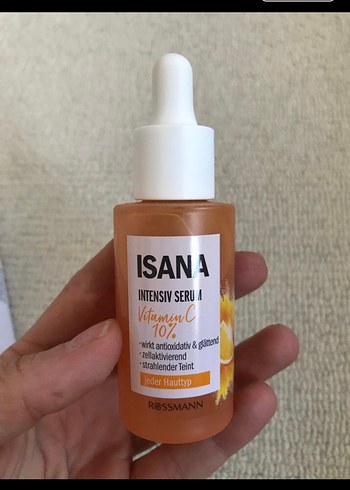 ISANA
INTENSIV SERUM
Vitamin C
10%
• wirkt antioxidativ & glättend
• zellaktivierend
• strahlender Teint
jeder Hauttyp
ROSSMANN